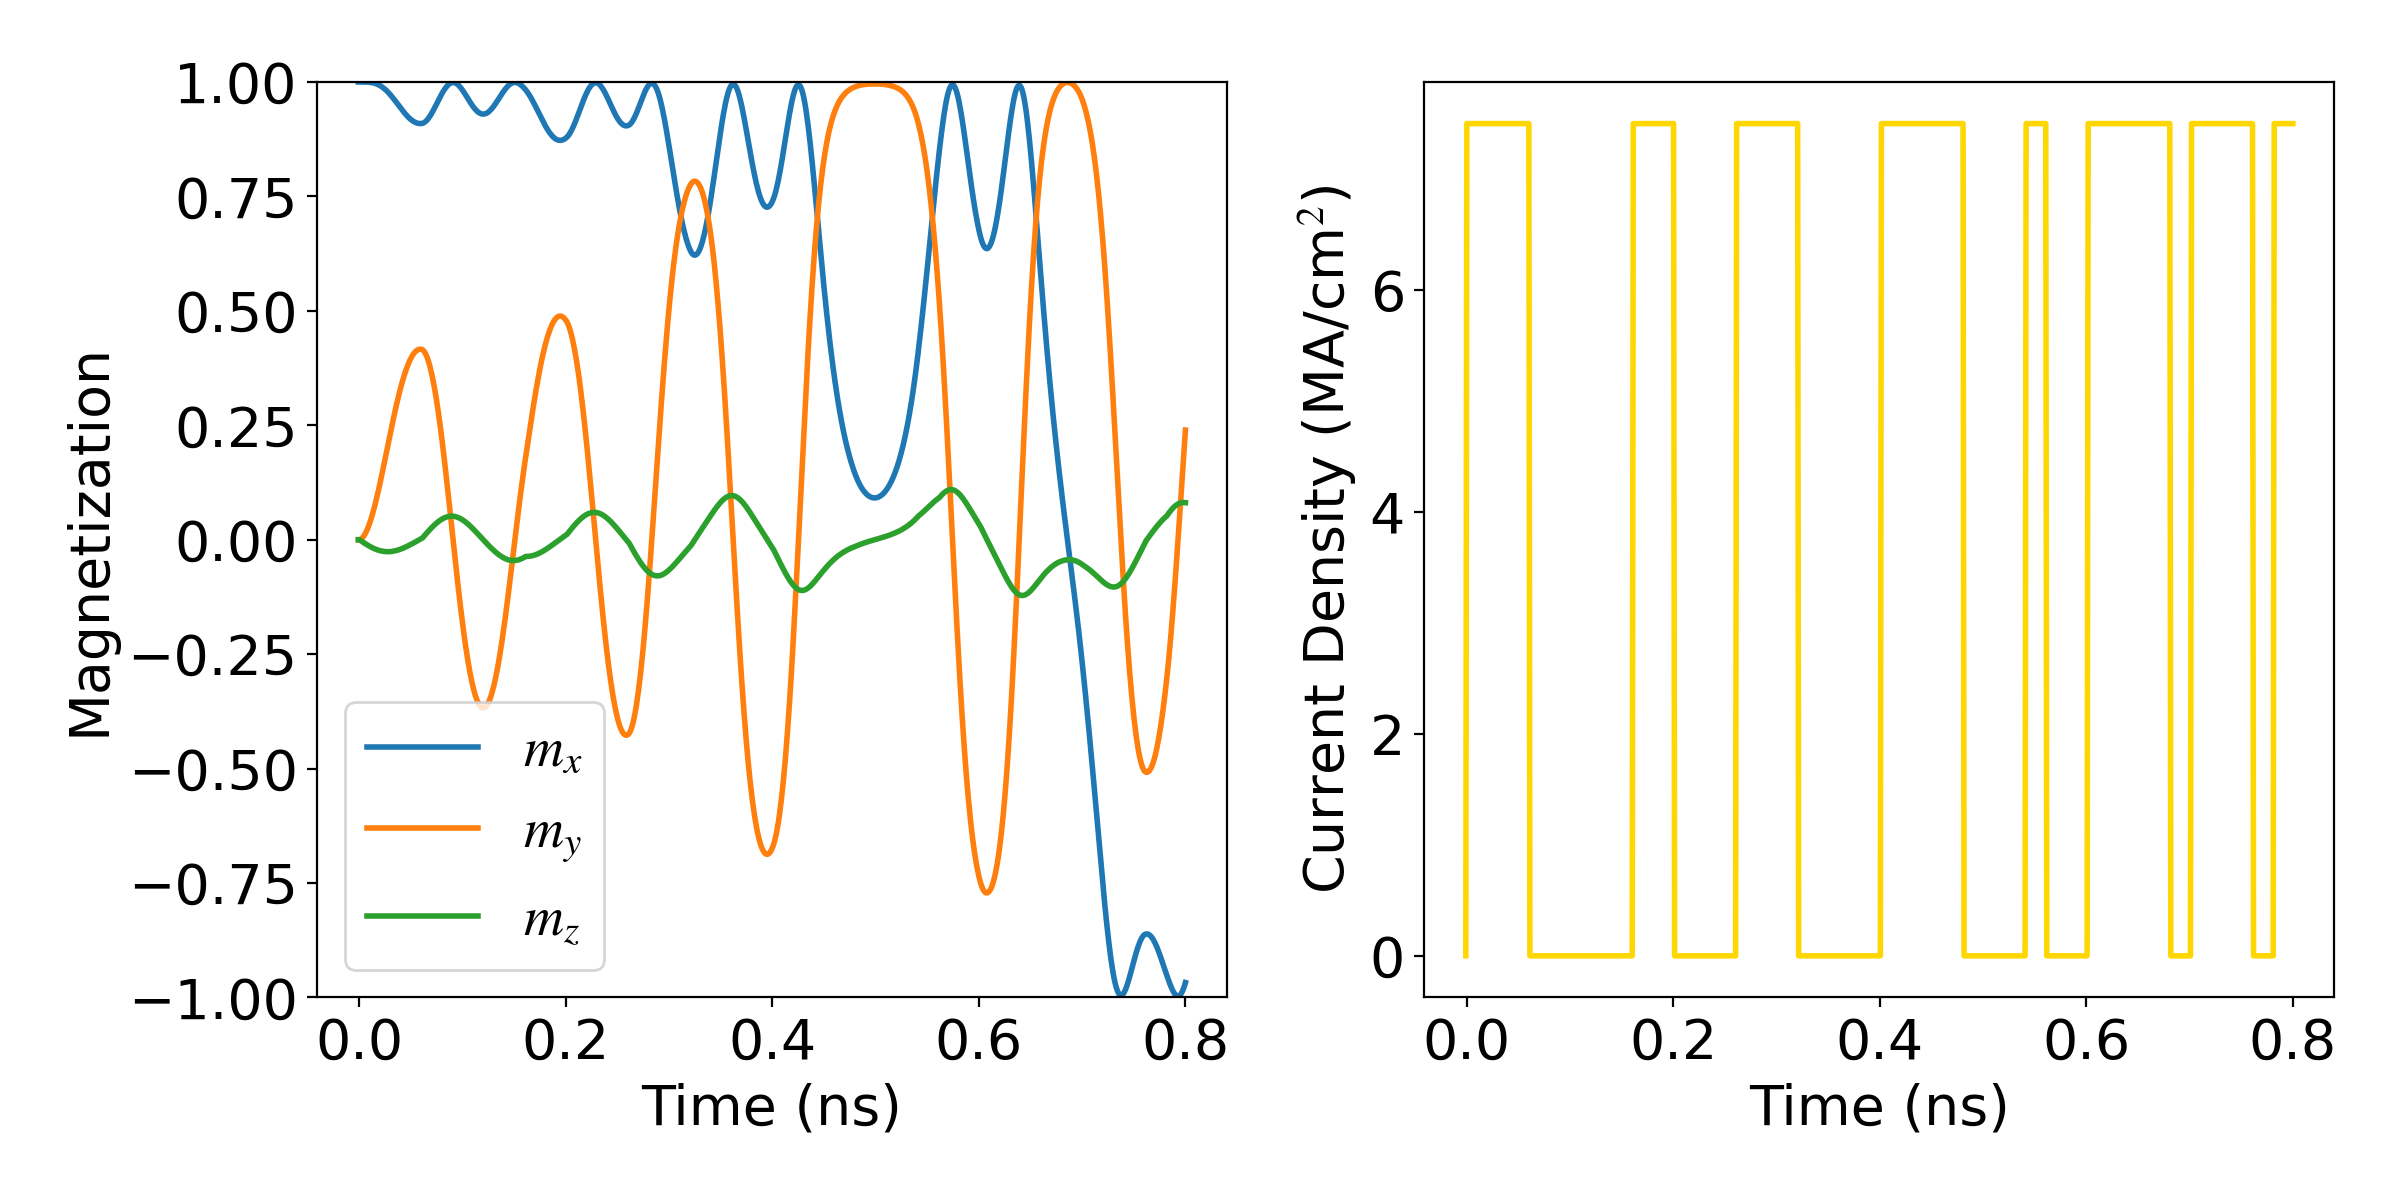 1.00
0.75
0.50
0.25
0.00
−0.25
−0.50
−0.75
−1.00
Magnetization
m_x
m_y
m_z
0.0 0.2 0.4 0.6 0.8
Time (ns)
6
4
2
0
Current Density (MA/cm²)
0.0 0.2 0.4 0.6 0.8
Time (ns)